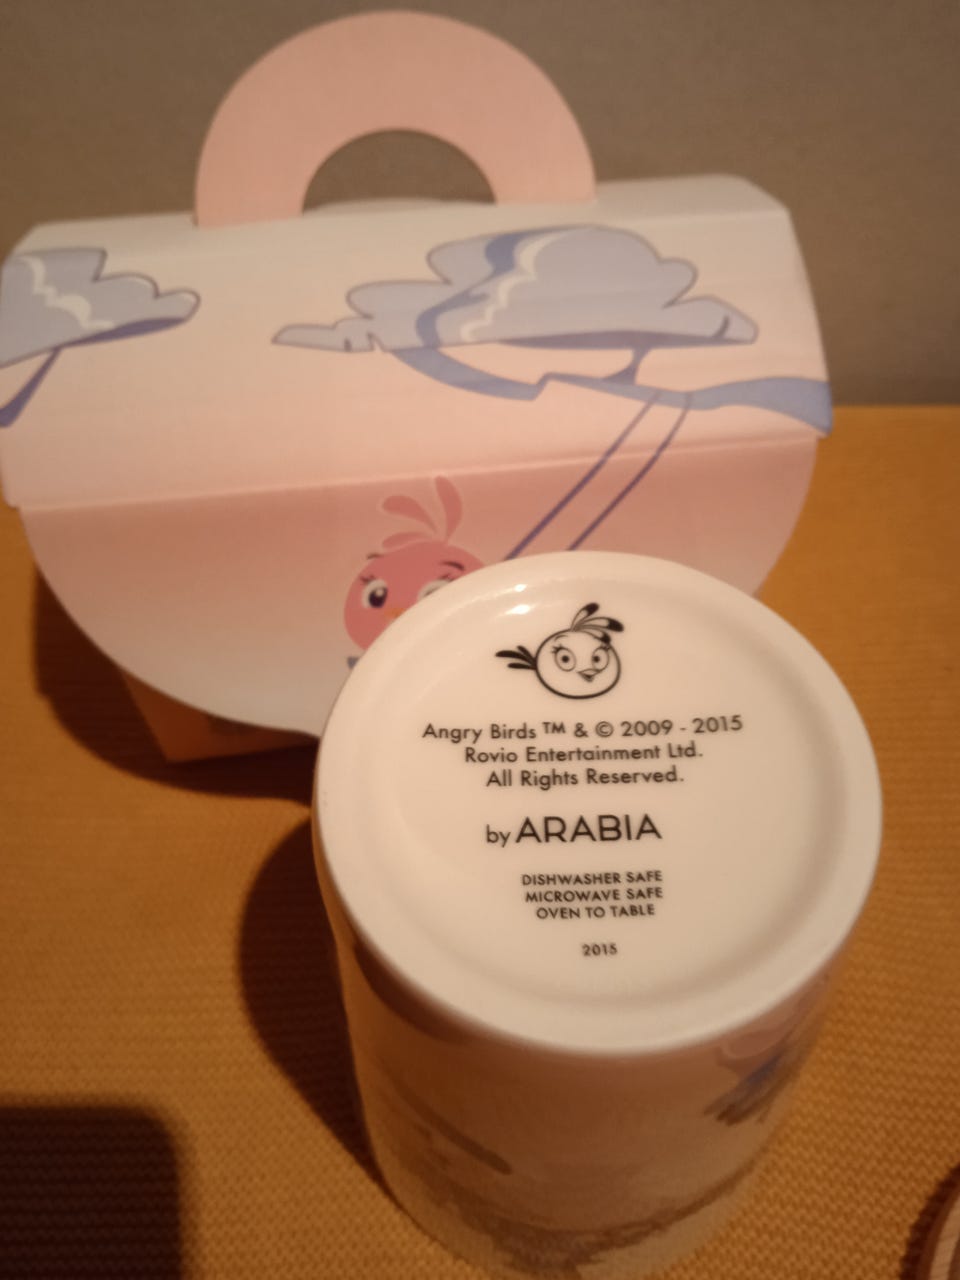 Angry Birds ™ & © 2009 - 2015
Rovio Entertainment Ltd.
All Rights Reserved.
by ARABIA
DISHWASHER SAFE
MICROWAVE SAFE
OVEN TO TABLE
2015